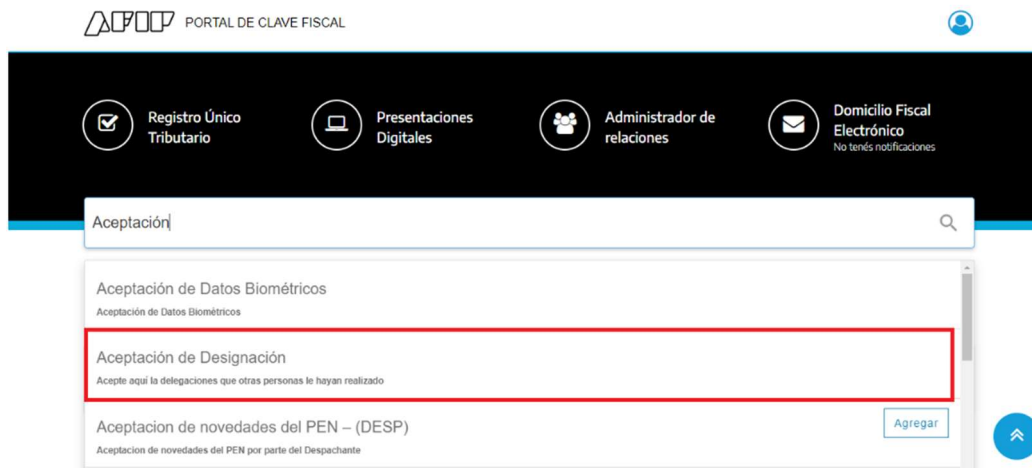 AFIP PORTAL DE CLAVE FISCAL
Registro Único
Tributario
Presentaciones
Digitales
Administrador de
relaciones
Domicilio Fiscal
Electrónico
No tenés notificaciones
Aceptación
Aceptación de Datos Biométricos
Aceptación de Datos Biométricos
Aceptación de Designación
Acepte aquí la delegaciones que otras personas le hayan realizado
Aceptacion de novedades del PEN – (DESP)
Aceptacion de novedades del PEN por parte del Despachante
Agregar